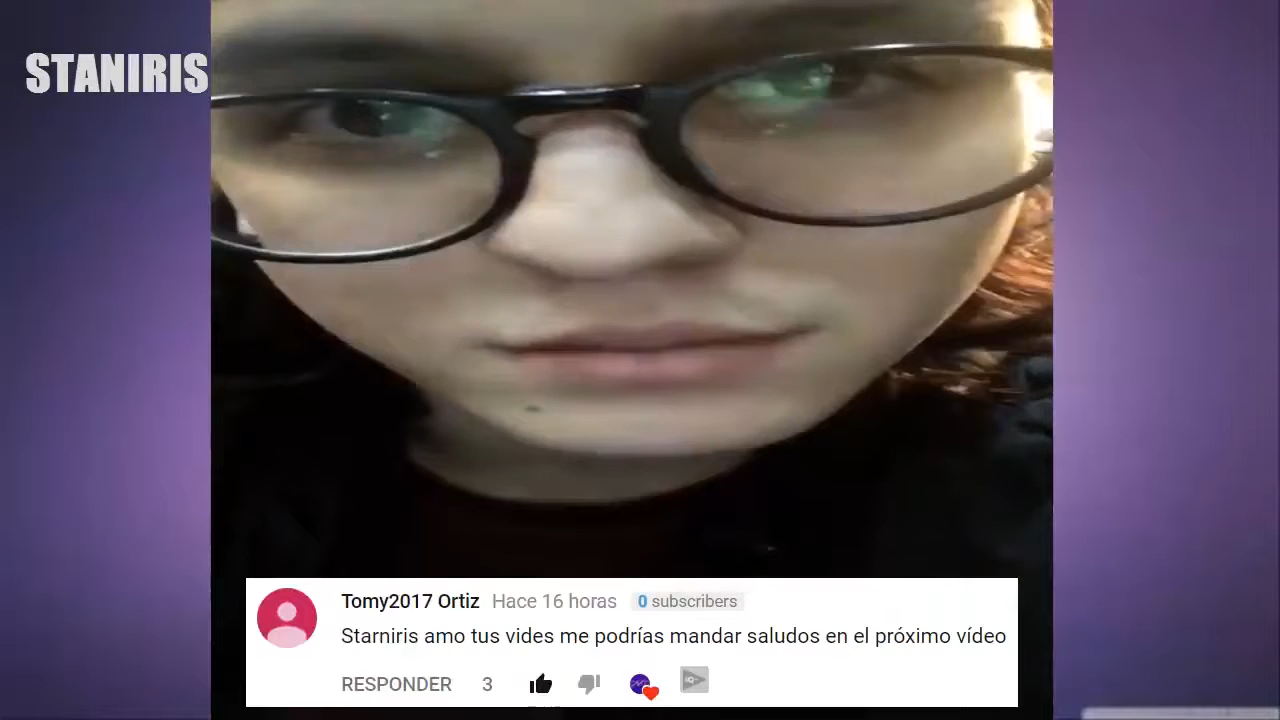 STANIRIS
Tomy2017 Ortiz Hace 16 horas 0 subscribers
Starniris amo tus vides me podrías mandar saludos en el próximo vídeo
RESPONDER 3